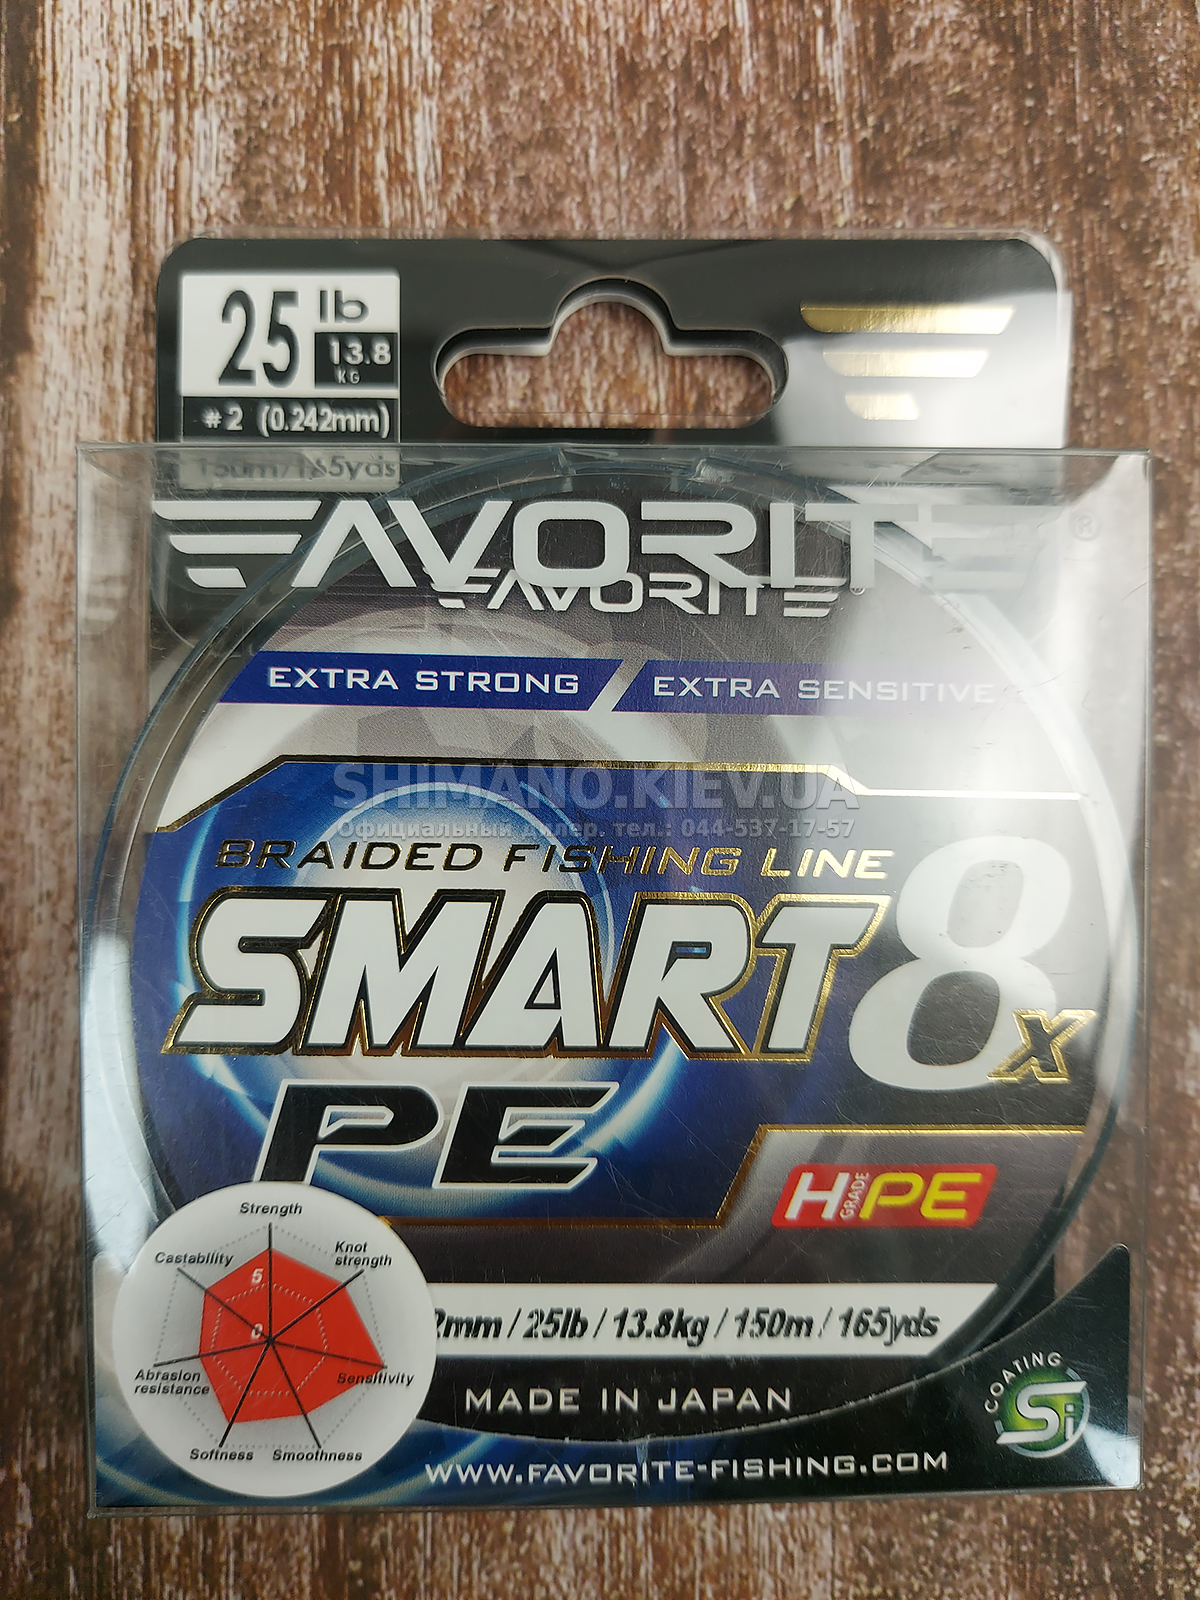 25 lb
13.8
KG
#2 (0.242mm)
150m/165yds
FAVORITE ®
FAVORITE
EXTRA STRONG / EXTRA SENSITIVE
SHIMANO.KIEV.UA
Официальный дилер. тел.: 044-537-17-57
BRAIDED FISHING LINE
SMART 8x
PE
H GRADE PE
Strength
Castability
Knot
strength
5
0
Abrasion
resistance
Sensitivity
Softness Smoothness
2mm / 25lb / 13.8kg / 150m / 165yds
MADE IN JAPAN
COATING
Si
WWW.FAVORITE-FISHING.COM